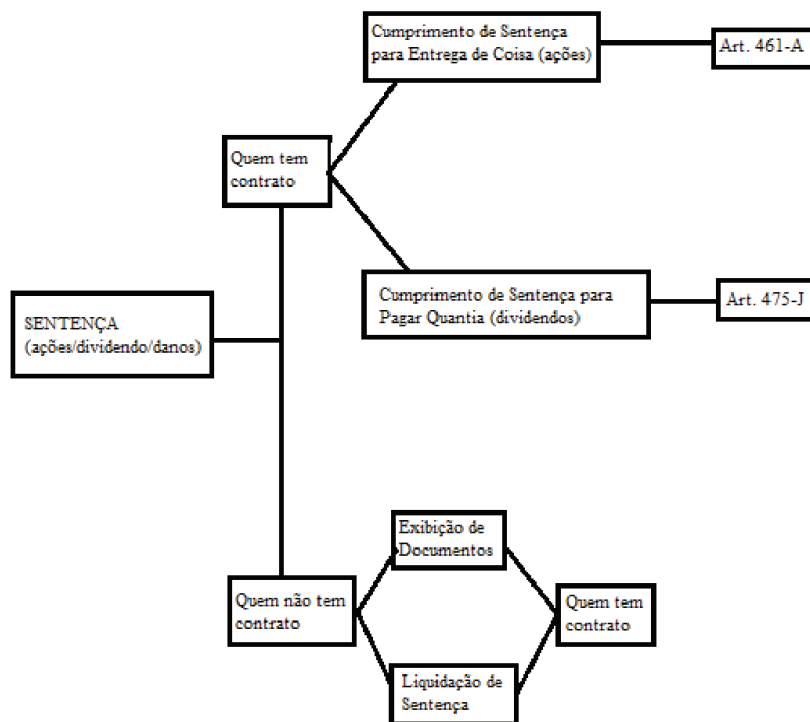 Cumprimento de Sentença
para Entrega de Coisa (ações)
Art. 461-A
Quem tem
contrato
Cumprimento de Sentença para
Pagar Quantia (dividendos)
Art. 475-J
SENTENÇA
(ações/dividendo/danos)
Exibição de
Documentos
Quem não tem
contrato
Quem tem
contrato
Liquidação de
Sentença